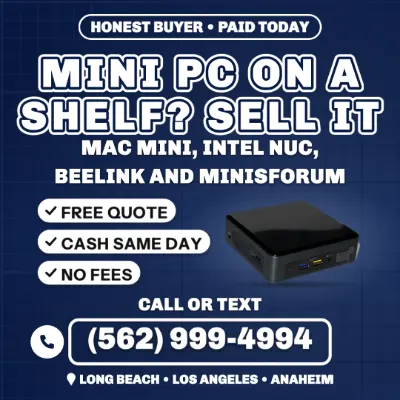 HONEST BUYER • PAID TODAY
MINI PC ON A
SHELF? SELL IT
MAC MINI, INTEL NUC,
BEELINK AND MINISFORUM
FREE QUOTE
CASH SAME DAY
NO FEES
CALL OR TEXT
(562) 999-4994
LONG BEACH • LOS ANGELES • ANAHEIM